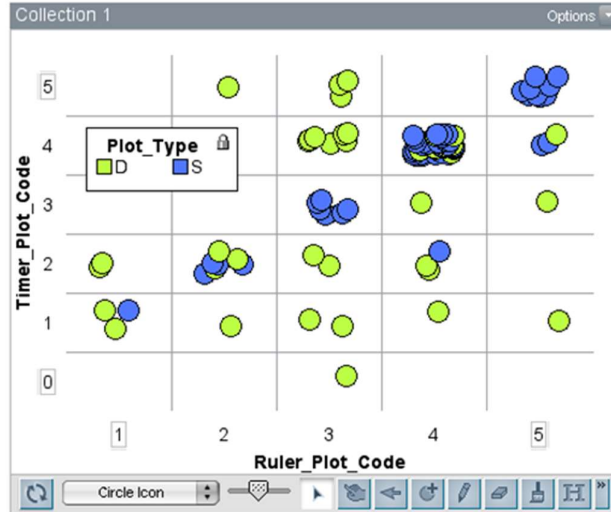 Collection 1
Options
Timer_Plot_Code
5
4
3
2
1
0
Plot_Type
D
S
1
2
3
4
5
Ruler_Plot_Code
Circle Icon
H
»